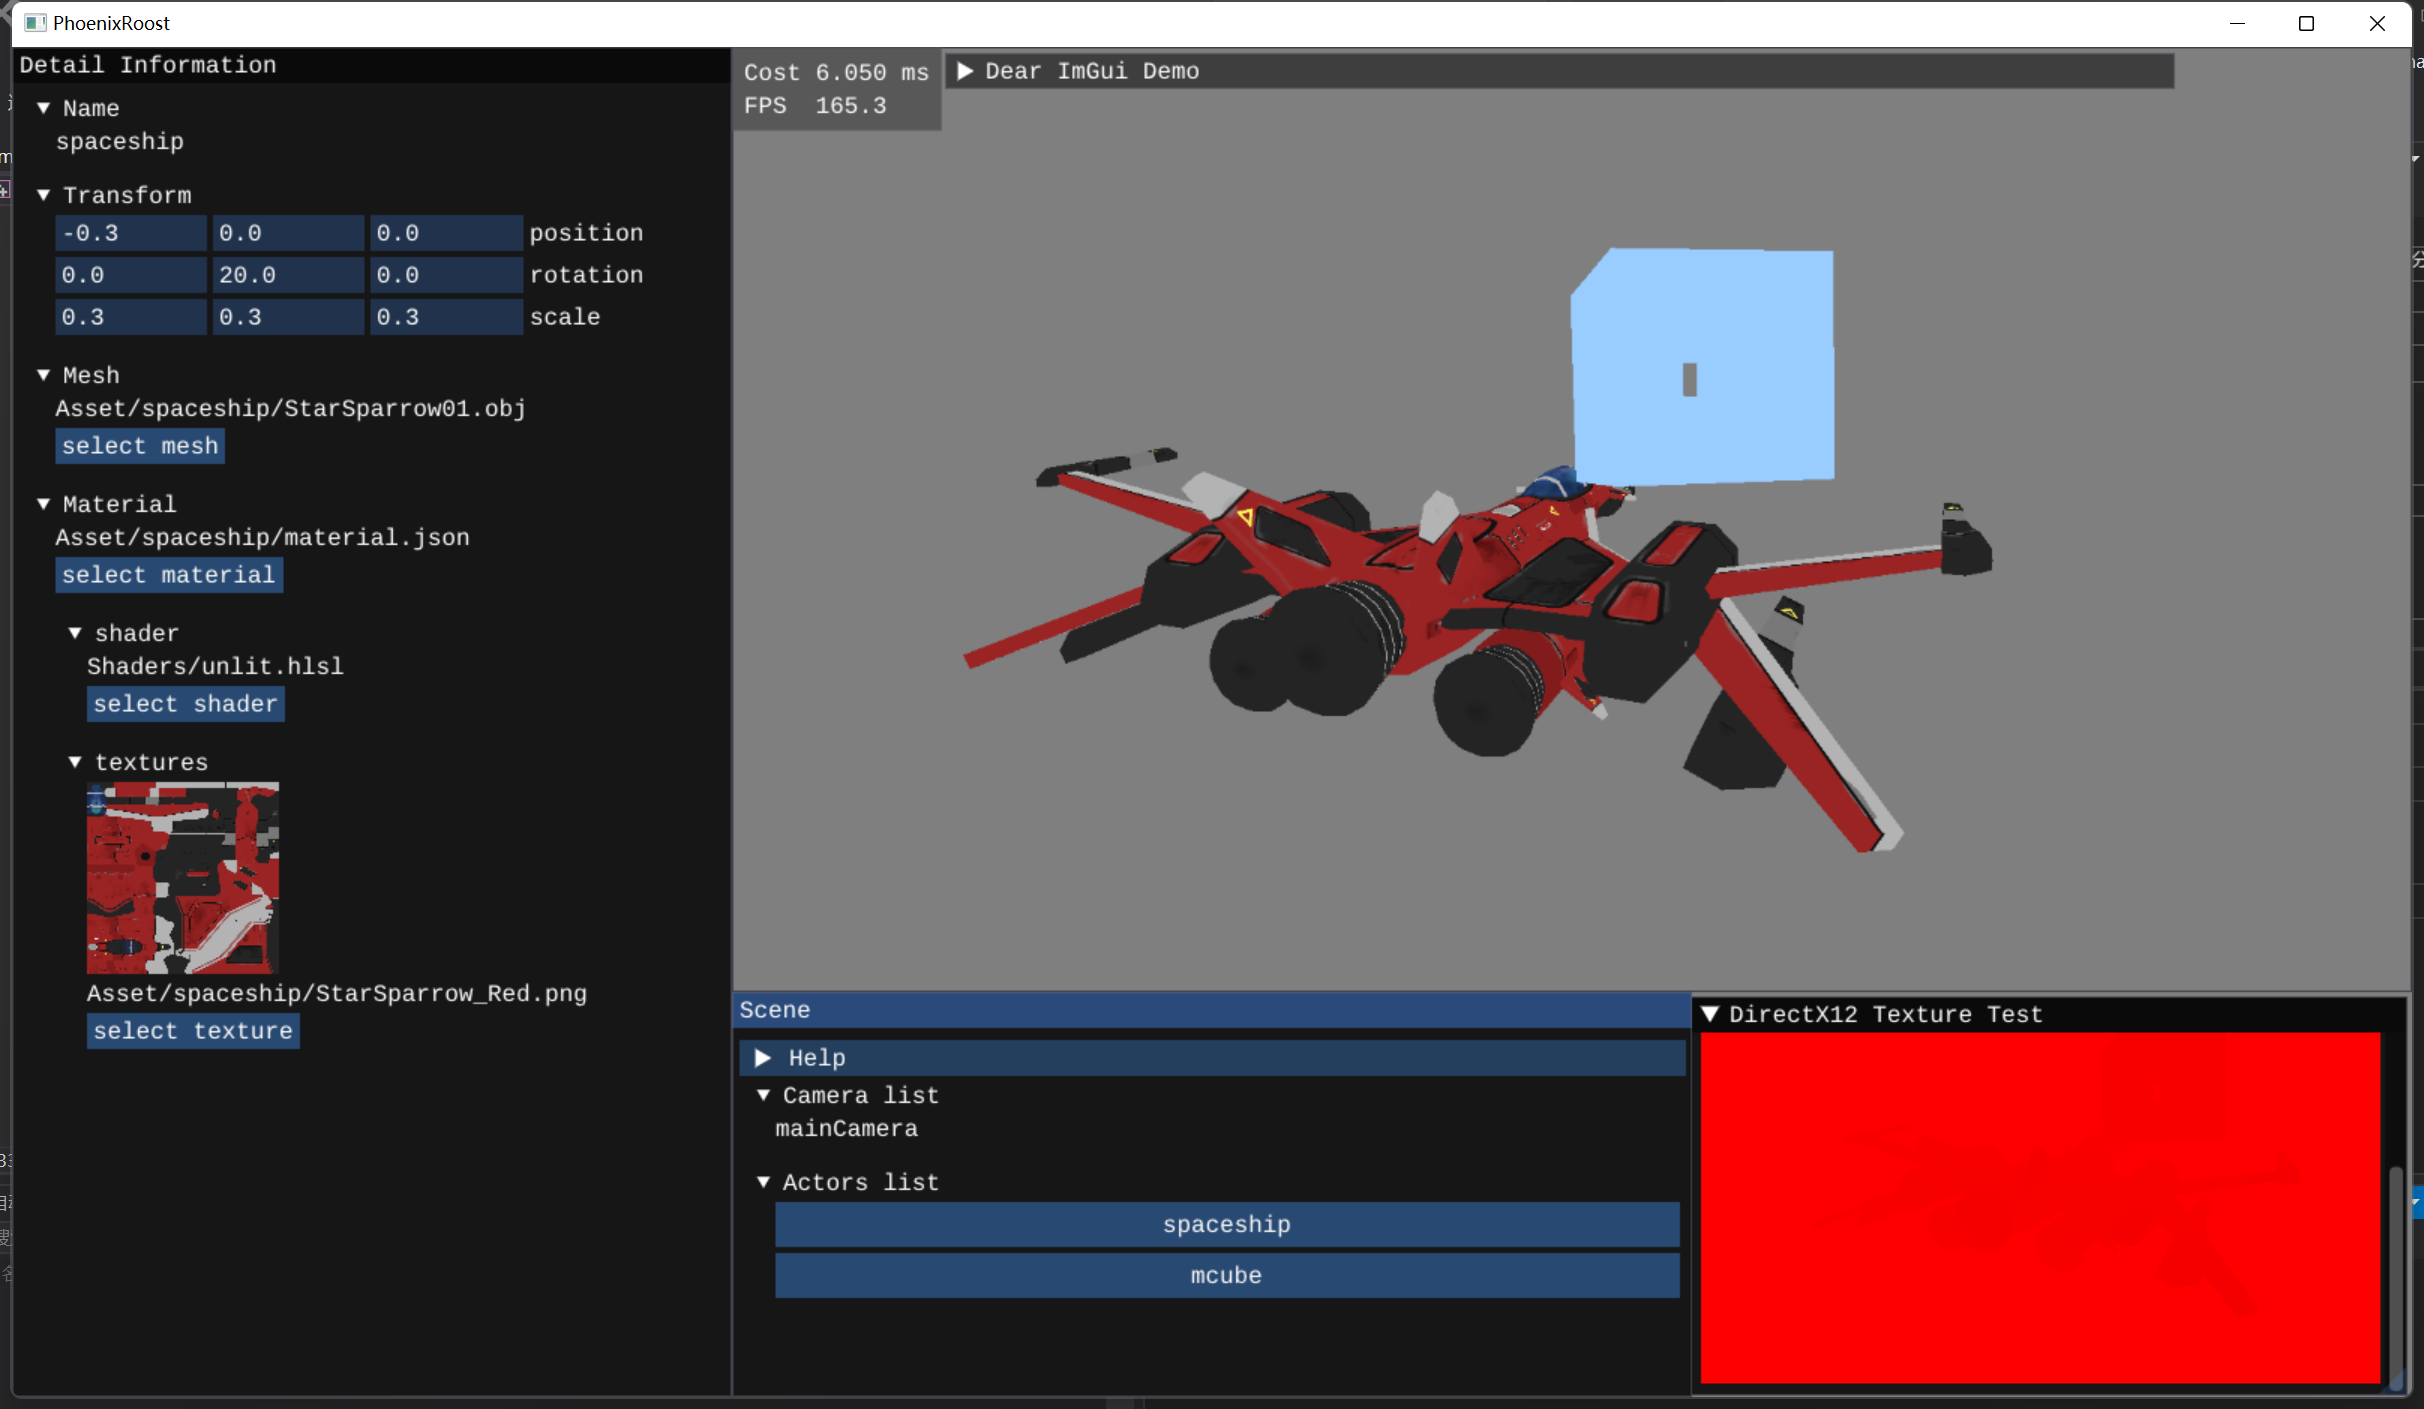 PhoenixRoost
Detail Information
Name
spaceship
Transform
-0.3 0.0 0.0 position
0.0 20.0 0.0 rotation
0.3 0.3 0.3 scale
Mesh
Asset/spaceship/StarSparrow01.obj
select mesh
Material
Asset/spaceship/material.json
select material
shader
Shaders/unlit.hlsl
select shader
textures
Asset/spaceship/StarSparrow_Red.png
select texture
Cost 6.050 ms
FPS 165.3
Dear ImGui Demo
Scene
Help
Camera list
mainCamera
Actors list
spaceship
mcube
DirectX12 Texture Test